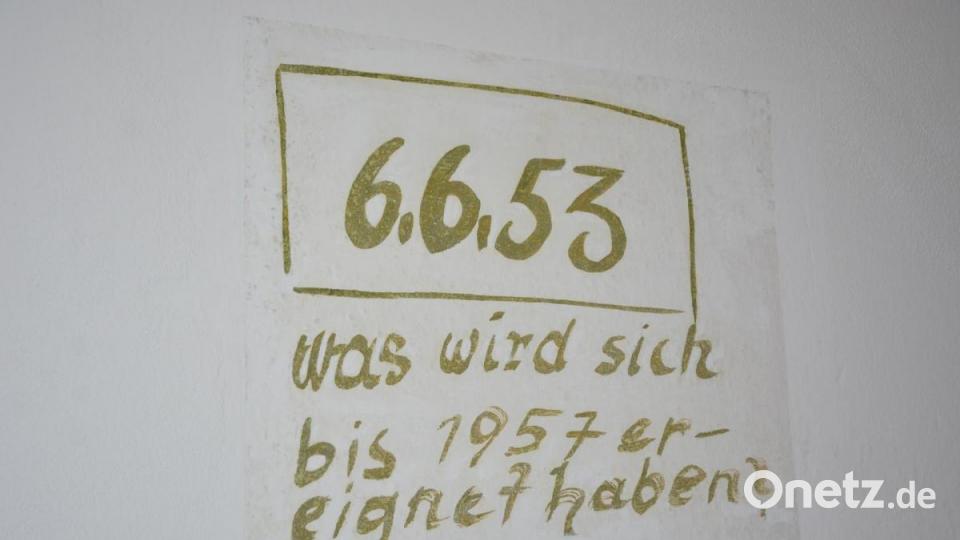 6.6.53
was wird sich
bis 1957 er-
eignet haben?
Onetz.de